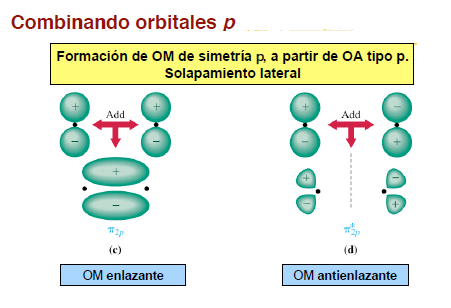 Combinando orbitales p
Formación de OM de simetría p, a partir de OA tipo p.
Solapamiento lateral
+ Add + + Add −
− − − +
+ + −
− − +
π2p π*2p
(c) (d)
OM enlazante OM antienlazante